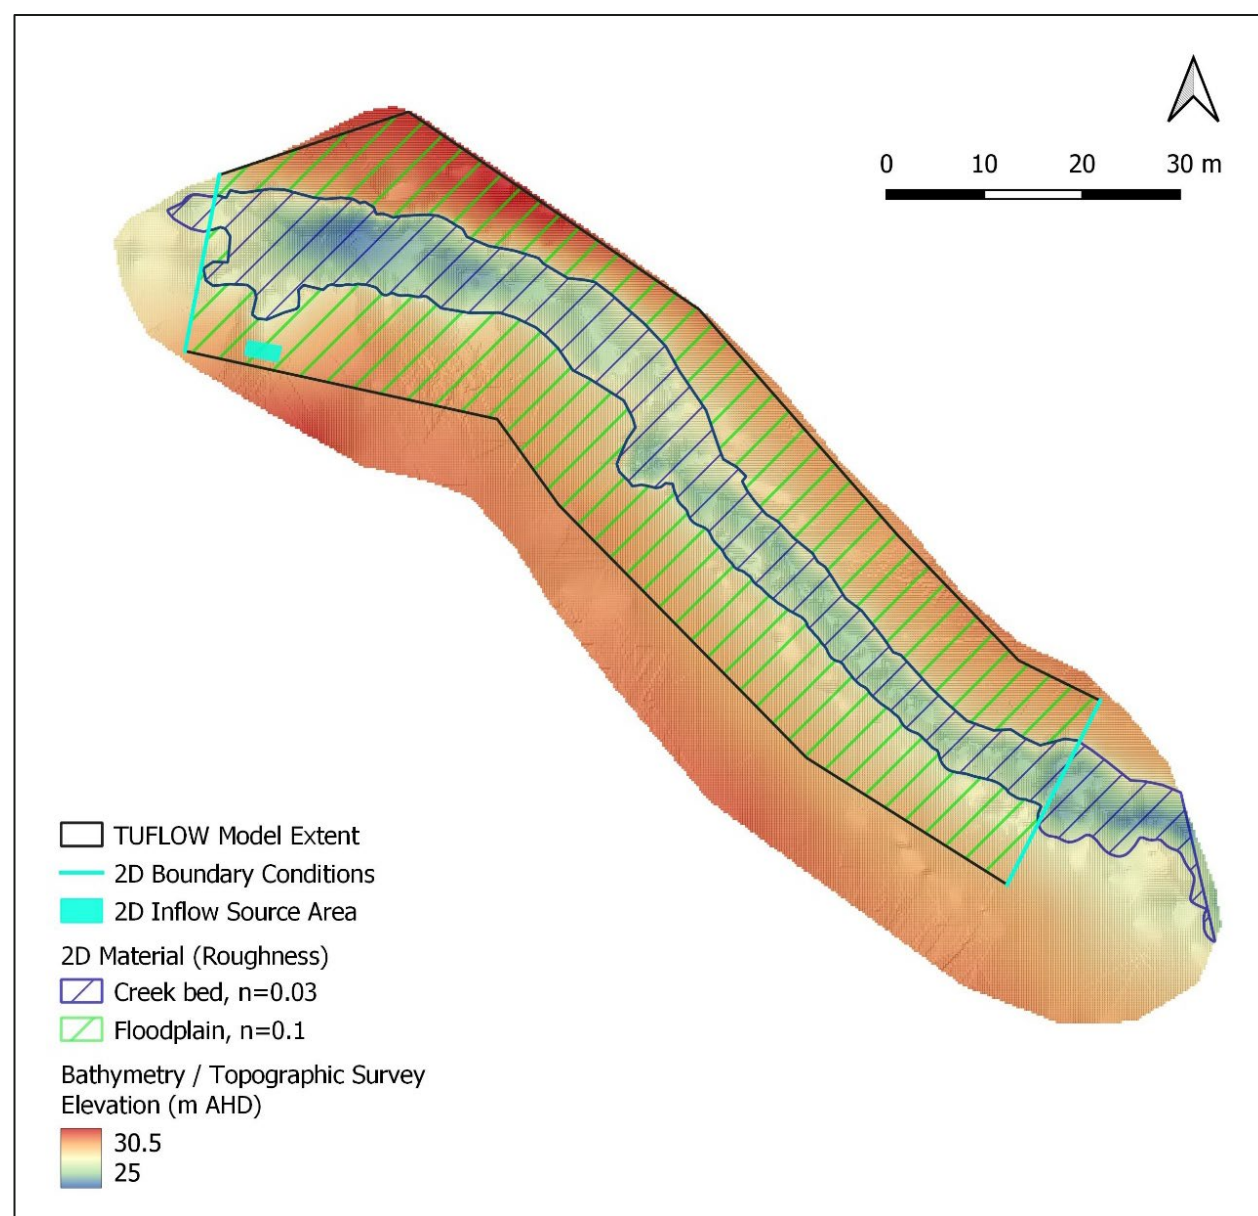 0 10 20 30 m
TUFLOW Model Extent
2D Boundary Conditions
2D Inflow Source Area
2D Material (Roughness)
Creek bed, n=0.03
Floodplain, n=0.1
Bathymetry / Topographic Survey
Elevation (m AHD)
30.5
25